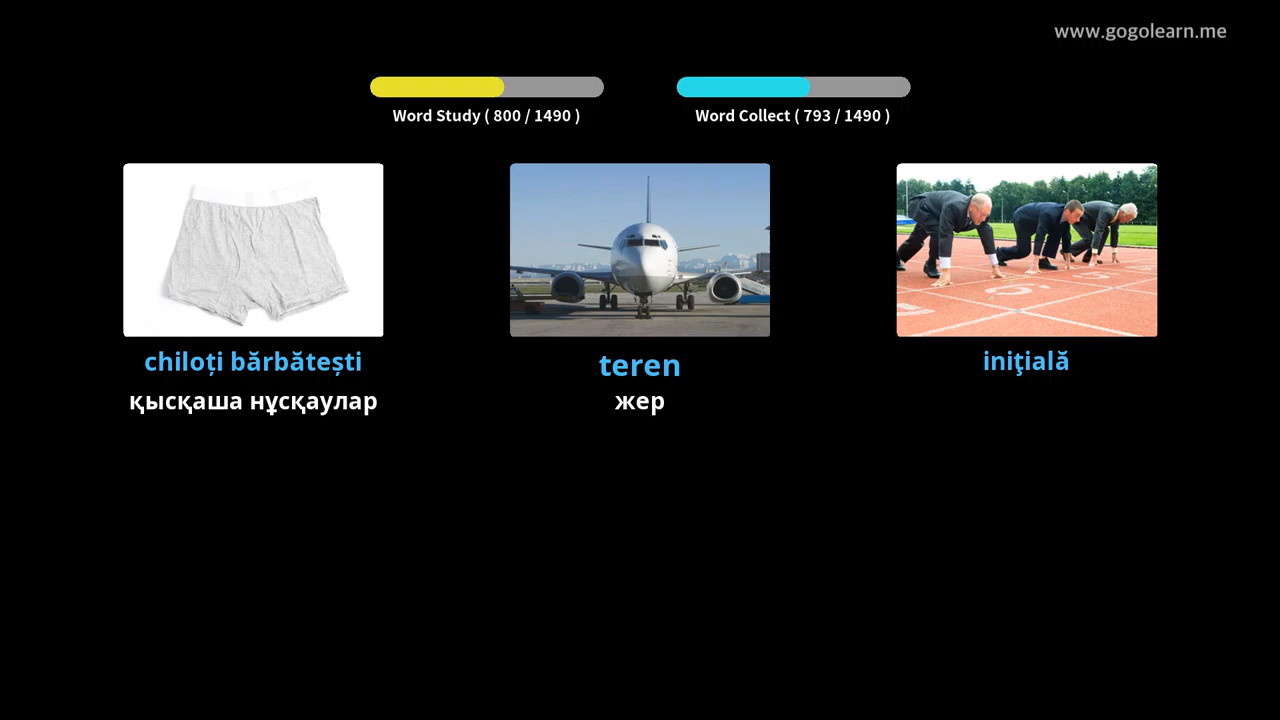 www.gogolearn.me
Word Study ( 800 / 1490 )
Word Collect ( 793 / 1490 )
chiloți bărbătești
teren
iniţială
қысқаша нұсқаулар
жер